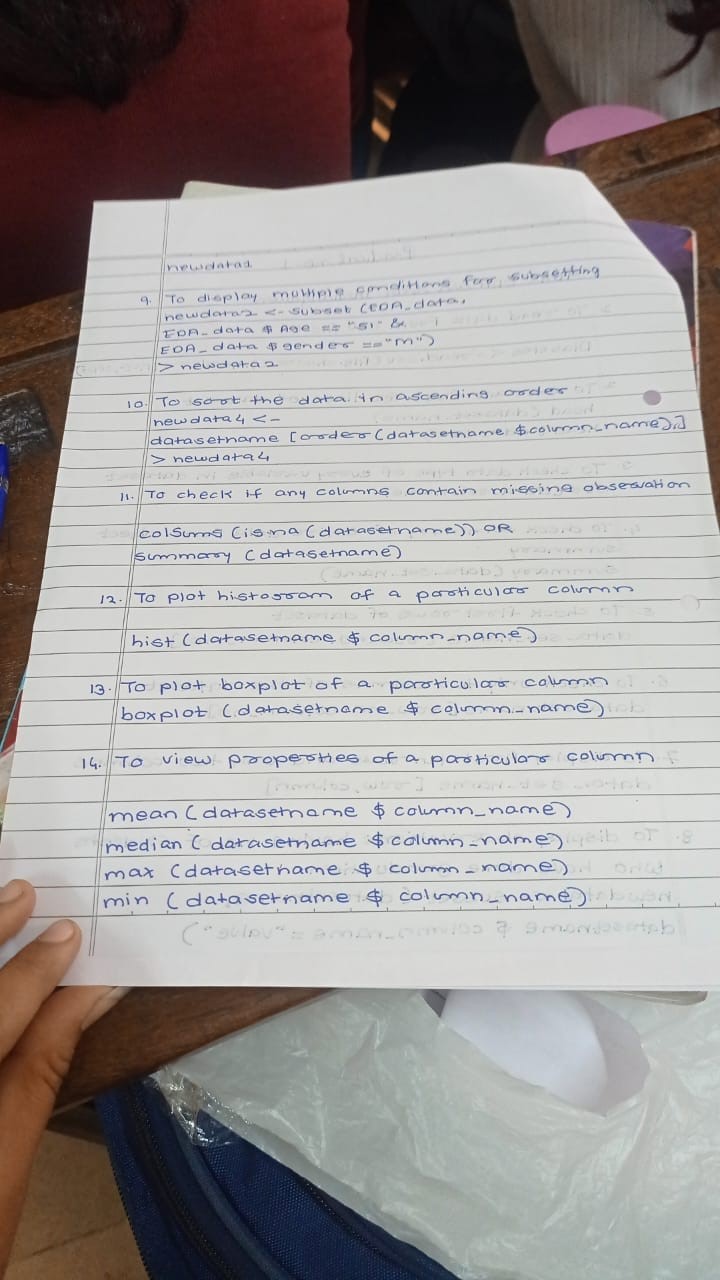 newdata1
9. To display multiple conditions for subsetting
newdata2 <- subset (EDA_data,
EDA_data $ Age == "51" &
EDA_data $ gender == "M")
> newdata2
10. To sort the data in ascending order
newdata4 <-
datasetname [order (datasetname $ column_name),]
> newdata4
11. To check if any columns contain missing observation
colSums (is.na (datasetname)) OR
summary (datasetname)
12. To plot histogram of a particular column
hist (datasetname $ column_name)
13. To plot boxplot of a particular column
boxplot (datasetname $ column_name)
14. To view properties of a particular column
mean (datasetname $ column_name)
median (datasetname $ column_name)
max (datasetname $ column_name)
min (datasetname $ column_name)